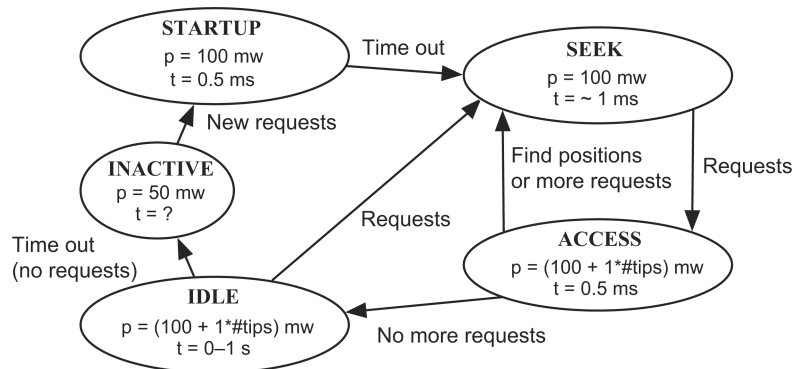 STARTUP
p = 100 mw
t = 0.5 ms
Time out
SEEK
p = 100 mw
t = ~ 1 ms
New requests
INACTIVE
p = 50 mw
t = ?
Find positions
or more requests
Requests
Requests
Time out
(no requests)
ACCESS
p = (100 + 1*#tips) mw
t = 0.5 ms
IDLE
p = (100 + 1*#tips) mw
t = 0–1 s
No more requests